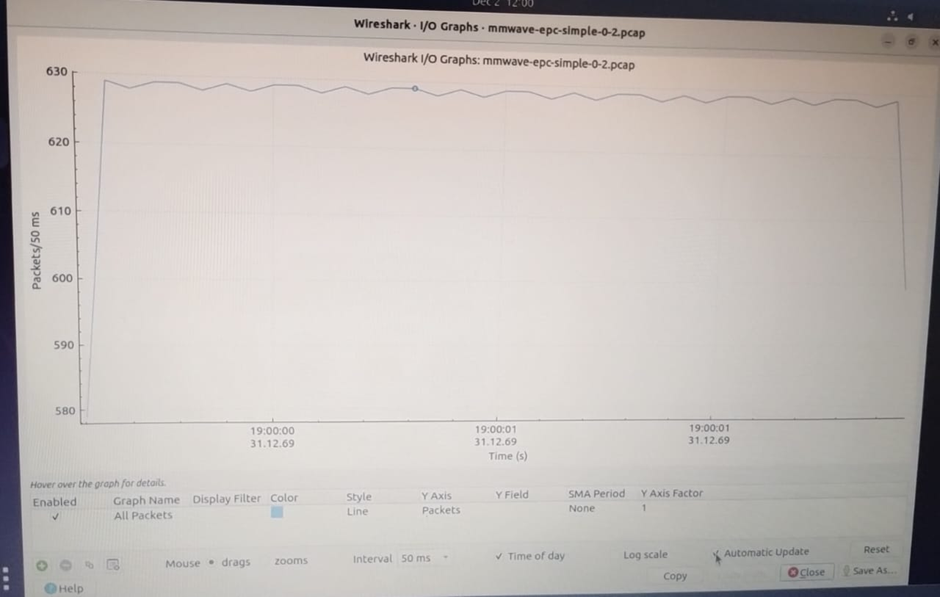 Dec 2 12:00
Wireshark · I/O Graphs · mmwave-epc-simple-0-2.pcap
Wireshark I/O Graphs: mmwave-epc-simple-0-2.pcap
630
620
610
600
590
580
Packets/50 ms
19:00:00 19:00:01 19:00:01
31.12.69 31.12.69 31.12.69
Time (s)
Hover over the graph for details.
Enabled Graph Name Display Filter Color Style Y Axis Y Field SMA Period Y Axis Factor
✓ All Packets Line Packets None 1
Mouse drags zooms Interval 50 ms ✓ Time of day Log scale ✓ Automatic Update Reset
Copy Close Save As...
Help